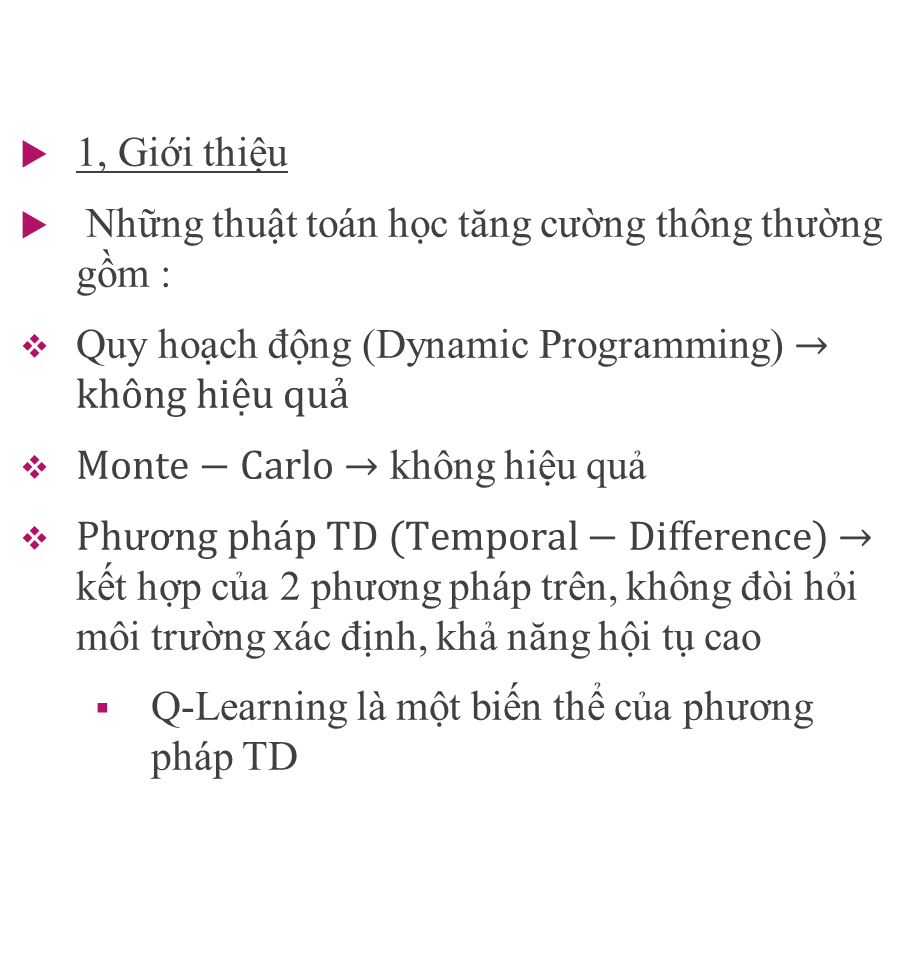 1, Giới thiệu
Những thuật toán học tăng cường thông thường
gồm :
Quy hoạch động (Dynamic Programming) →
không hiệu quả
Monte − Carlo → không hiệu quả
Phương pháp TD (Temporal − Difference) →
kết hợp của 2 phương pháp trên, không đòi hỏi
môi trường xác định, khả năng hội tụ cao
Q-Learning là một biến thể của phương
pháp TD